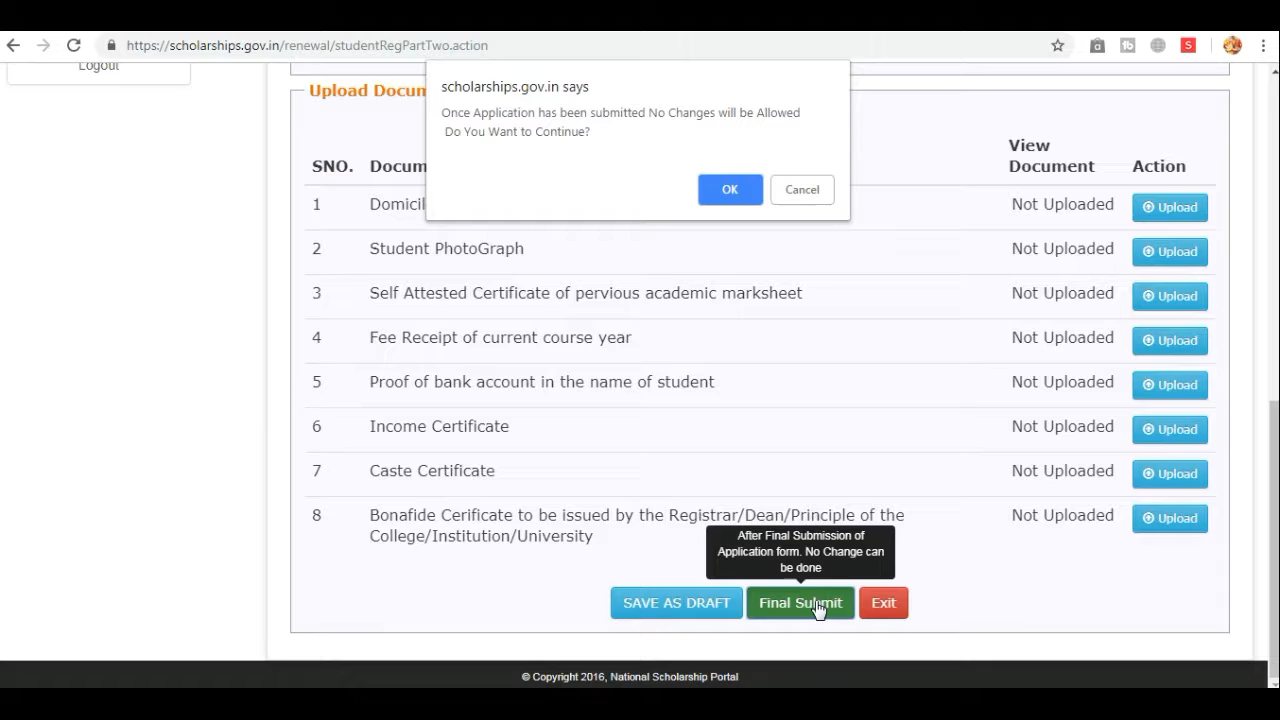 https://scholarships.gov.in/renewal/studentRegPartTwo.action
S
Logout
scholarships.gov.in says
Once Application has been submitted No Changes will be Allowed
Do You Want to Continue?
OK
Cancel
Upload Docum
SNO.
Docum
View
Document
Action
1
Domicil
Not Uploaded
Upload
2
Student PhotoGraph
Not Uploaded
Upload
3
Self Attested Certificate of pervious academic marksheet
Not Uploaded
Upload
4
Fee Receipt of current course year
Not Uploaded
Upload
5
Proof of bank account in the name of student
Not Uploaded
Upload
6
Income Certificate
Not Uploaded
Upload
7
Caste Certificate
Not Uploaded
Upload
8
Bonafide Cerificate to be issued by the Registrar/Dean/Principle of the
College/Institution/University
Not Uploaded
Upload
After Final Submission of
Application form. No Change can
be done
SAVE AS DRAFT
Final Submit
Exit
© Copyright 2016, National Scholarship Portal